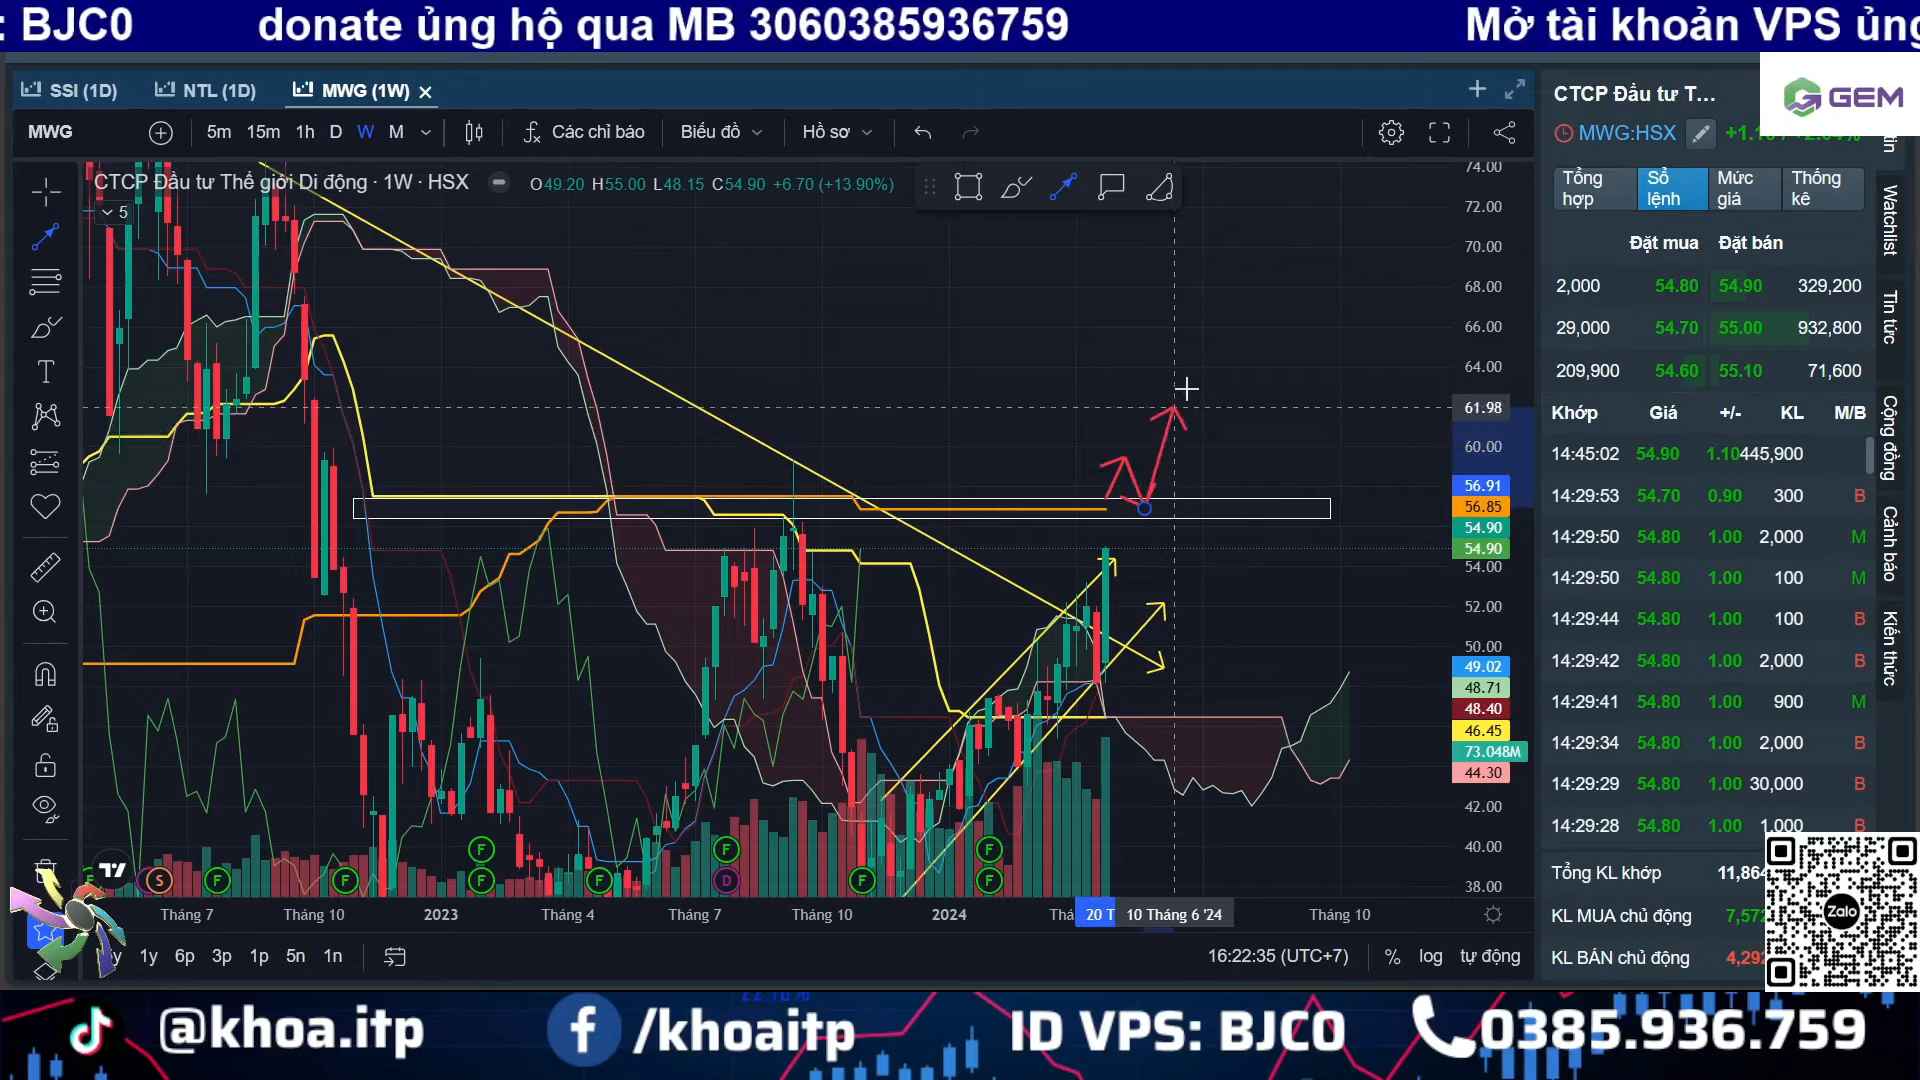 : BJC0 donate ủng hộ qua MB 3060385936759 Mở tài khoản VPS ủng
SSI (1D) NTL (1D) MWG (1W)
MWG 5m 15m 1h D W M Các chỉ báo Biểu đồ Hồ sơ
CTCP Đầu tư Thế giới Di động · 1W · HSX O49.20 H55.00 L48.15 C54.90 +6.70 (+13.90%)
5
74.00
72.00
70.00
68.00
66.00
64.00
61.98
60.00
56.91
56.85
54.90
54.90
54.00
52.00
50.00
49.02
48.71
48.40
46.45
73.048M
44.30
42.00
40.00
38.00
F
F
F F F F F F
S D
Tháng 7 Tháng 10 2023 Tháng 4 Tháng 7 Tháng 10 2024 Thá 20 T 10 Tháng 6 '24 Tháng 10
y 1y 6p 3p 1p 5n 1n 16:22:35 (UTC+7) % log tự động
CTCP Đầu tư T...
GEM
MWG:HSX
Tổng hợp Sổ lệnh Mức giá Thống kê
Đặt mua Đặt bán
2,000 54.80 54.90 329,200
29,000 54.70 55.00 932,800
209,900 54.60 55.10 71,600
Khớp Giá +/- KL M/B
14:45:02 54.90 1.10 445,900
14:29:53 54.70 0.90 300 B
14:29:50 54.80 1.00 2,000 M
14:29:50 54.80 1.00 100 M
14:29:44 54.80 1.00 100 B
14:29:42 54.80 1.00 2,000 B
14:29:41 54.80 1.00 900 M
14:29:34 54.80 1.00 2,000 B
14:29:29 54.80 1.00 30,000 B
14:29:28 54.80 1.00 1,000 B
Tổng KL khớp 11,864
KL MUA chủ động 7,572
KL BÁN chủ động 4,292
Watchlist
Tin tức
Cộng đồng
Cảnh báo
Kiến thức
Zalo
@khoa.itp /khoaitp ID VPS: BJC0 0385.936.759